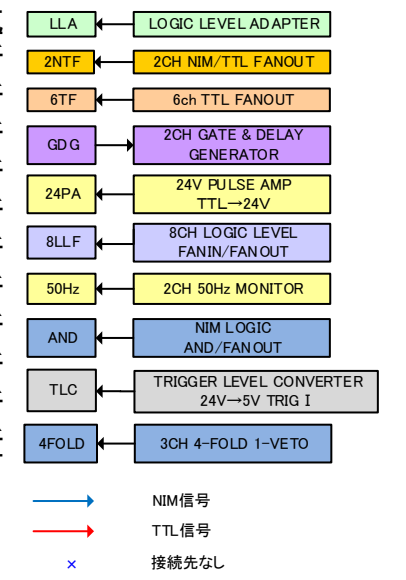 LLA LOGIC LEVEL ADAPTER
2NTF 2CH NIM/TTL FANOUT
6TF 6ch TTL FANOUT
GDG 2CH GATE & DELAY
GENERATOR
24PA 24V PULSE AMP
TTL→24V
8LLF 8CH LOGIC LEVEL
FANIN/FANOUT
50Hz 2CH 50Hz MONITOR
AND NIM LOGIC
AND/FANOUT
TLC TRIGGER LEVEL CONVERTER
24V→5V TRIG I
4FOLD 3CH 4-FOLD 1-VETO
NIM信号
TTL信号
× 接続先なし